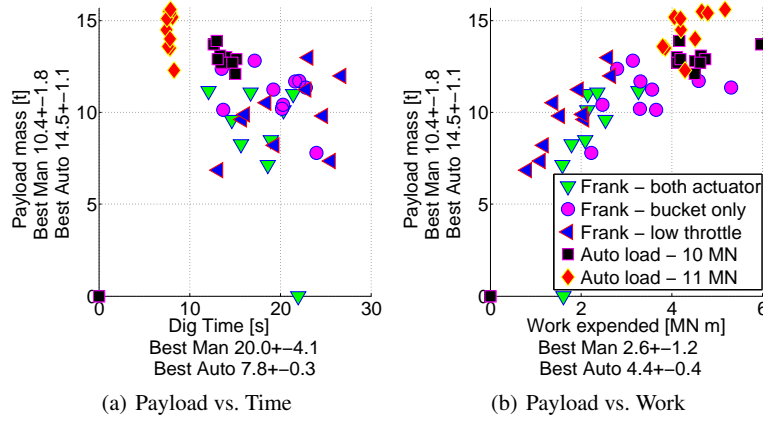 Payload mass [t]
Best Man 10.4+−1.8
Best Auto 14.5+−1.1
15
10
5
0
0 10 20 30
Dig Time [s]
Best Man 20.0+−4.1
Best Auto 7.8+−0.3
(a) Payload vs. Time
Payload mass [t]
Best Man 10.4+−1.8
Best Auto 14.5+−1.1
15
10
5
0
0 2 4 6
Frank − both actuator
Frank − bucket only
Frank − low throttle
Auto load − 10 MN
Auto load − 11 MN
Work expended [MN m]
Best Man 2.6+−1.2
Best Auto 4.4+−0.4
(b) Payload vs. Work